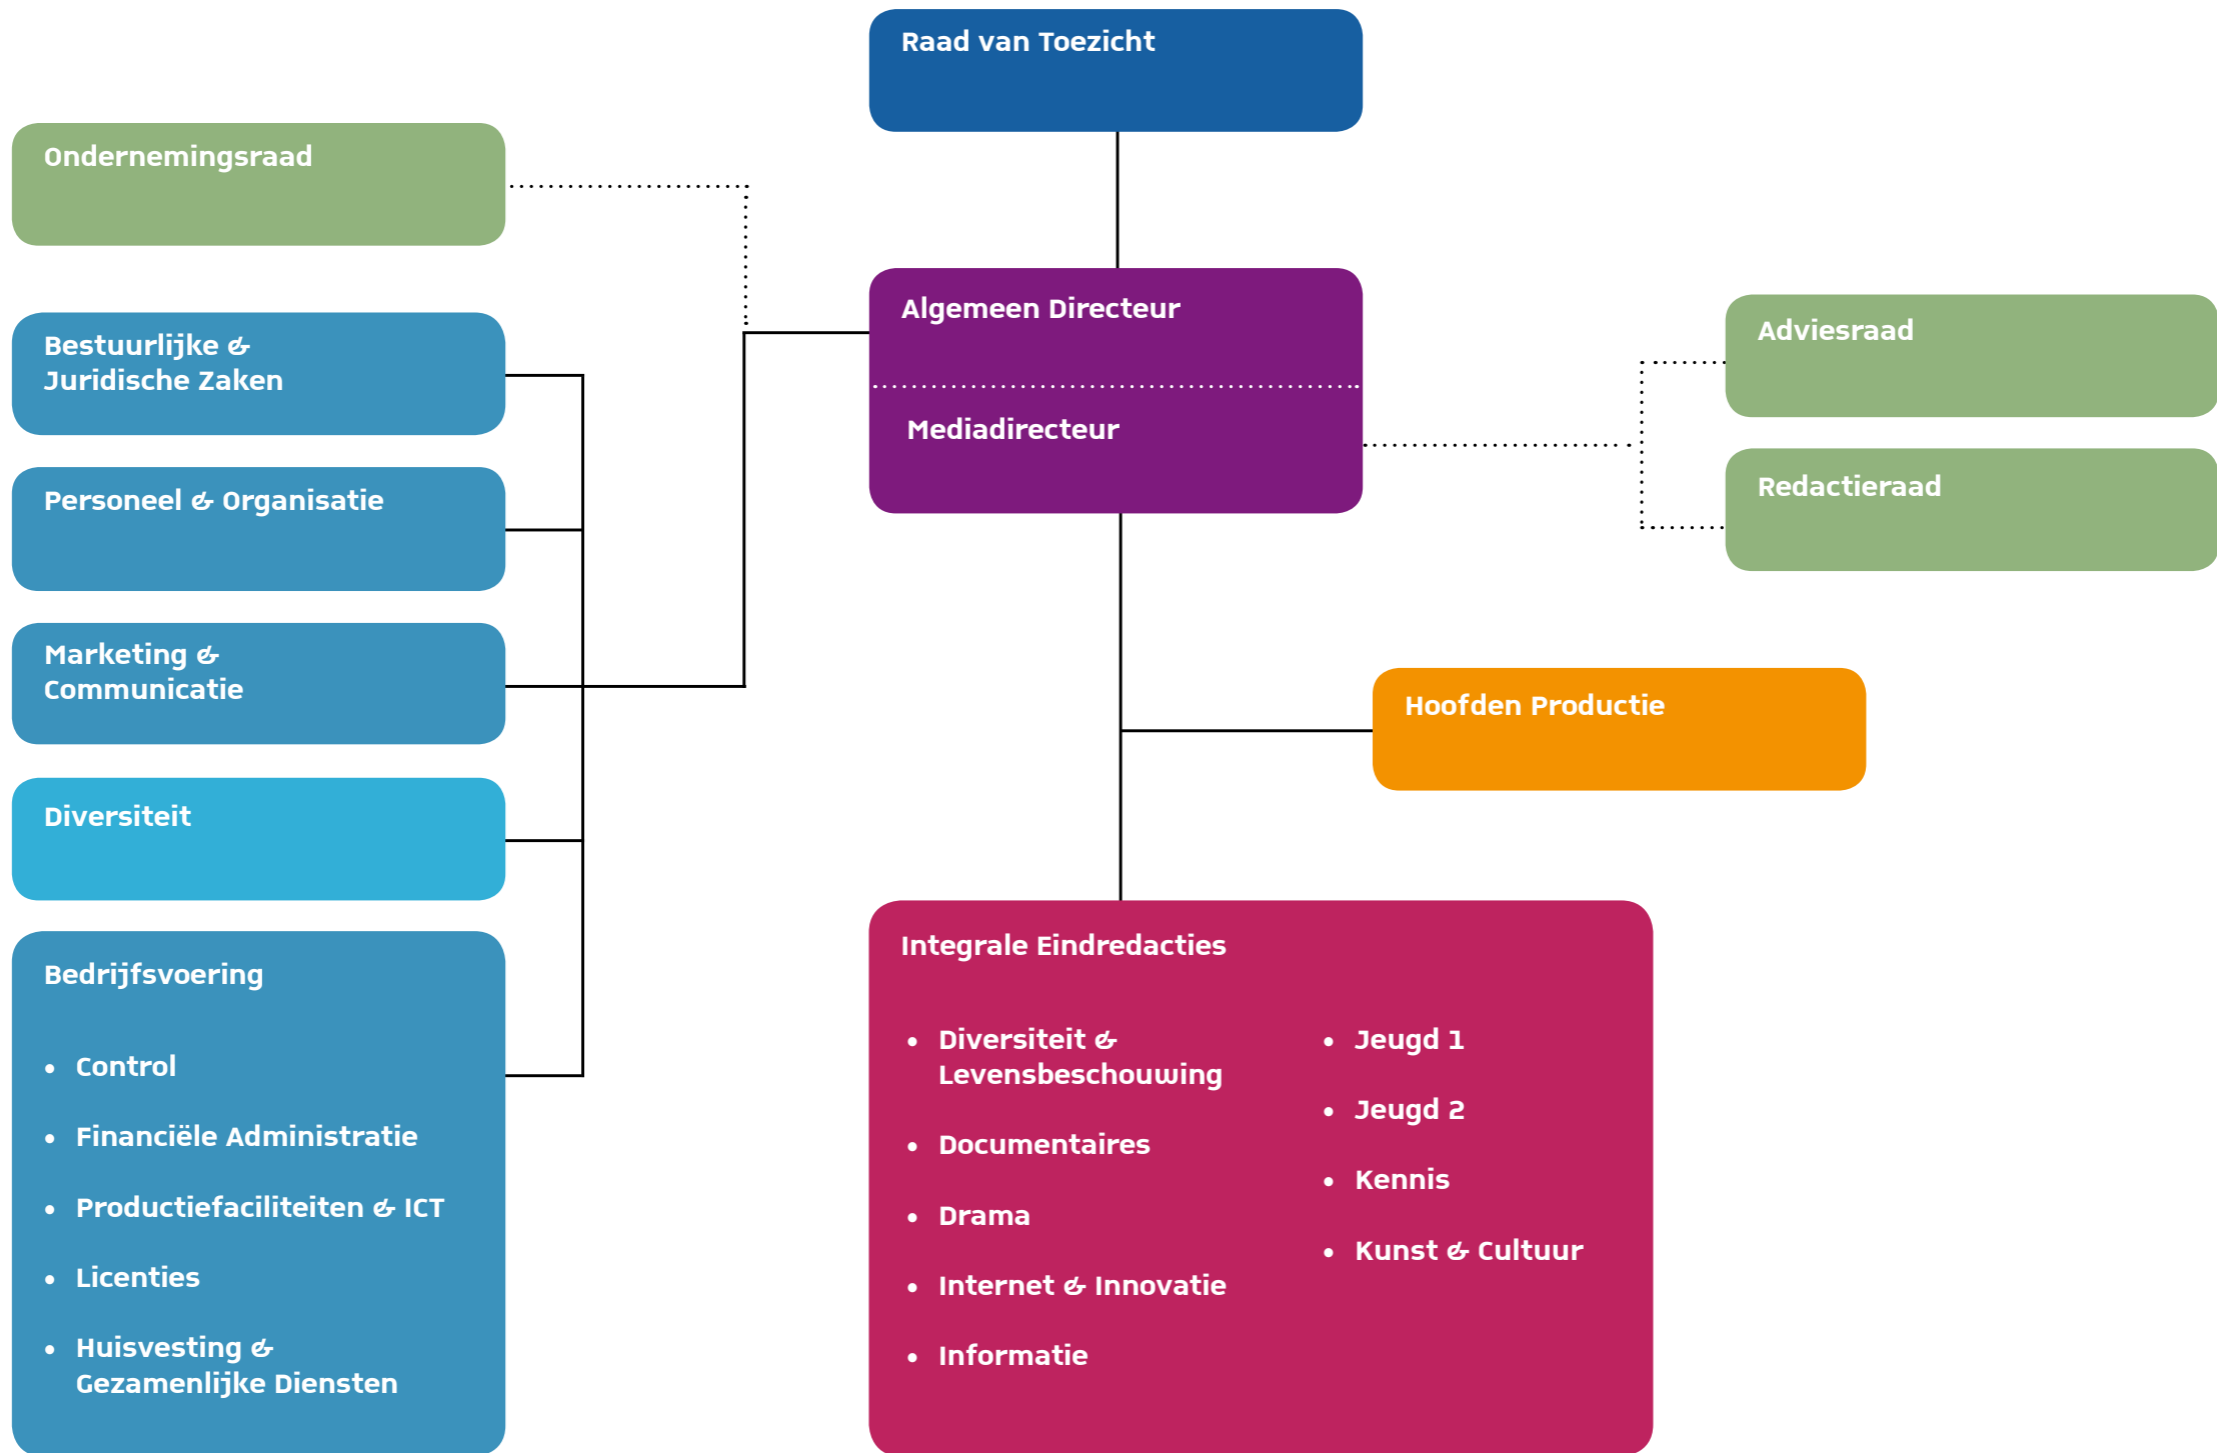 Raad van Toezicht
Ondernemingsraad
Algemeen Directeur
Mediadirecteur
Adviesraad
Redactieraad
Bestuurlijke &
Juridische Zaken
Personeel & Organisatie
Marketing &
Communicatie
Diversiteit
Hoofden Productie
Bedrijfsvoering
• Control
• Financiële Administratie
• Productiefaciliteiten & ICT
• Licenties
• Huisvesting &
Gezamenlijke Diensten
Integrale Eindredacties
• Diversiteit &
Levensbeschouwing
• Documentaires
• Drama
• Internet & Innovatie
• Informatie
• Jeugd 1
• Jeugd 2
• Kennis
• Kunst & Cultuur